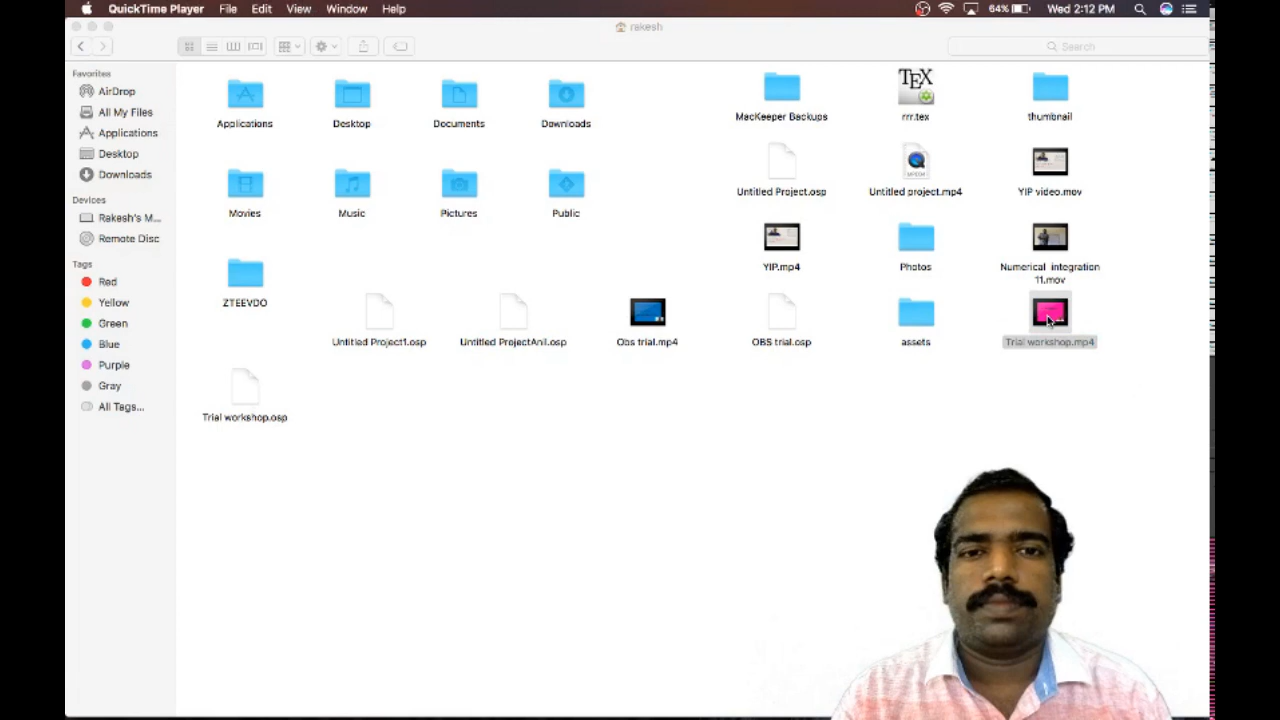 QuickTime Player File Edit View Window Help 64% Wed 2:12 PM
rakesh
Search
Favorites
AirDrop
All My Files
Applications
Desktop
Downloads
Devices
Rakesh's M...
Remote Disc
Tags
Red
Yellow
Green
Blue
Purple
Gray
All Tags...
Applications Desktop Documents Downloads
MacKeeper Backups rrr.tex thumbnail
TEX
Untitled Project.osp Untitled project.mp4 YIP video.mov
Movies Music Pictures Public
YIP.mp4 Photos Numerical integration
11.mov
ZTEEVDO
Untitled Project1.osp Untitled ProjectAnil.osp Obs trial.mp4 OBS trial.osp assets Trial workshop.mp4
Trial workshop.osp